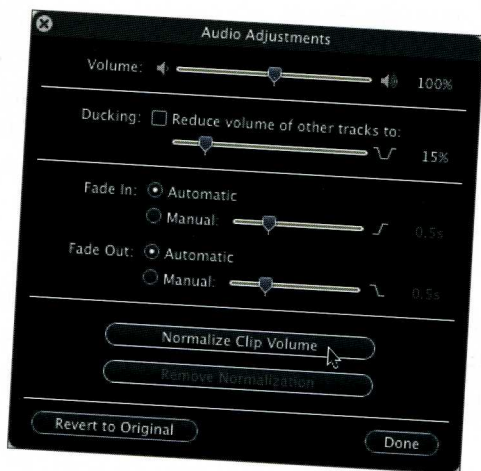 Audio Adjustments
Volume: 100%
Ducking: Reduce volume of other tracks to:
15%
Fade In: Automatic
Manual: 0.5s
Fade Out: Automatic
Manual: 0.5s
Normalize Clip Volume
Remove Normalization
Revert to Original
Done